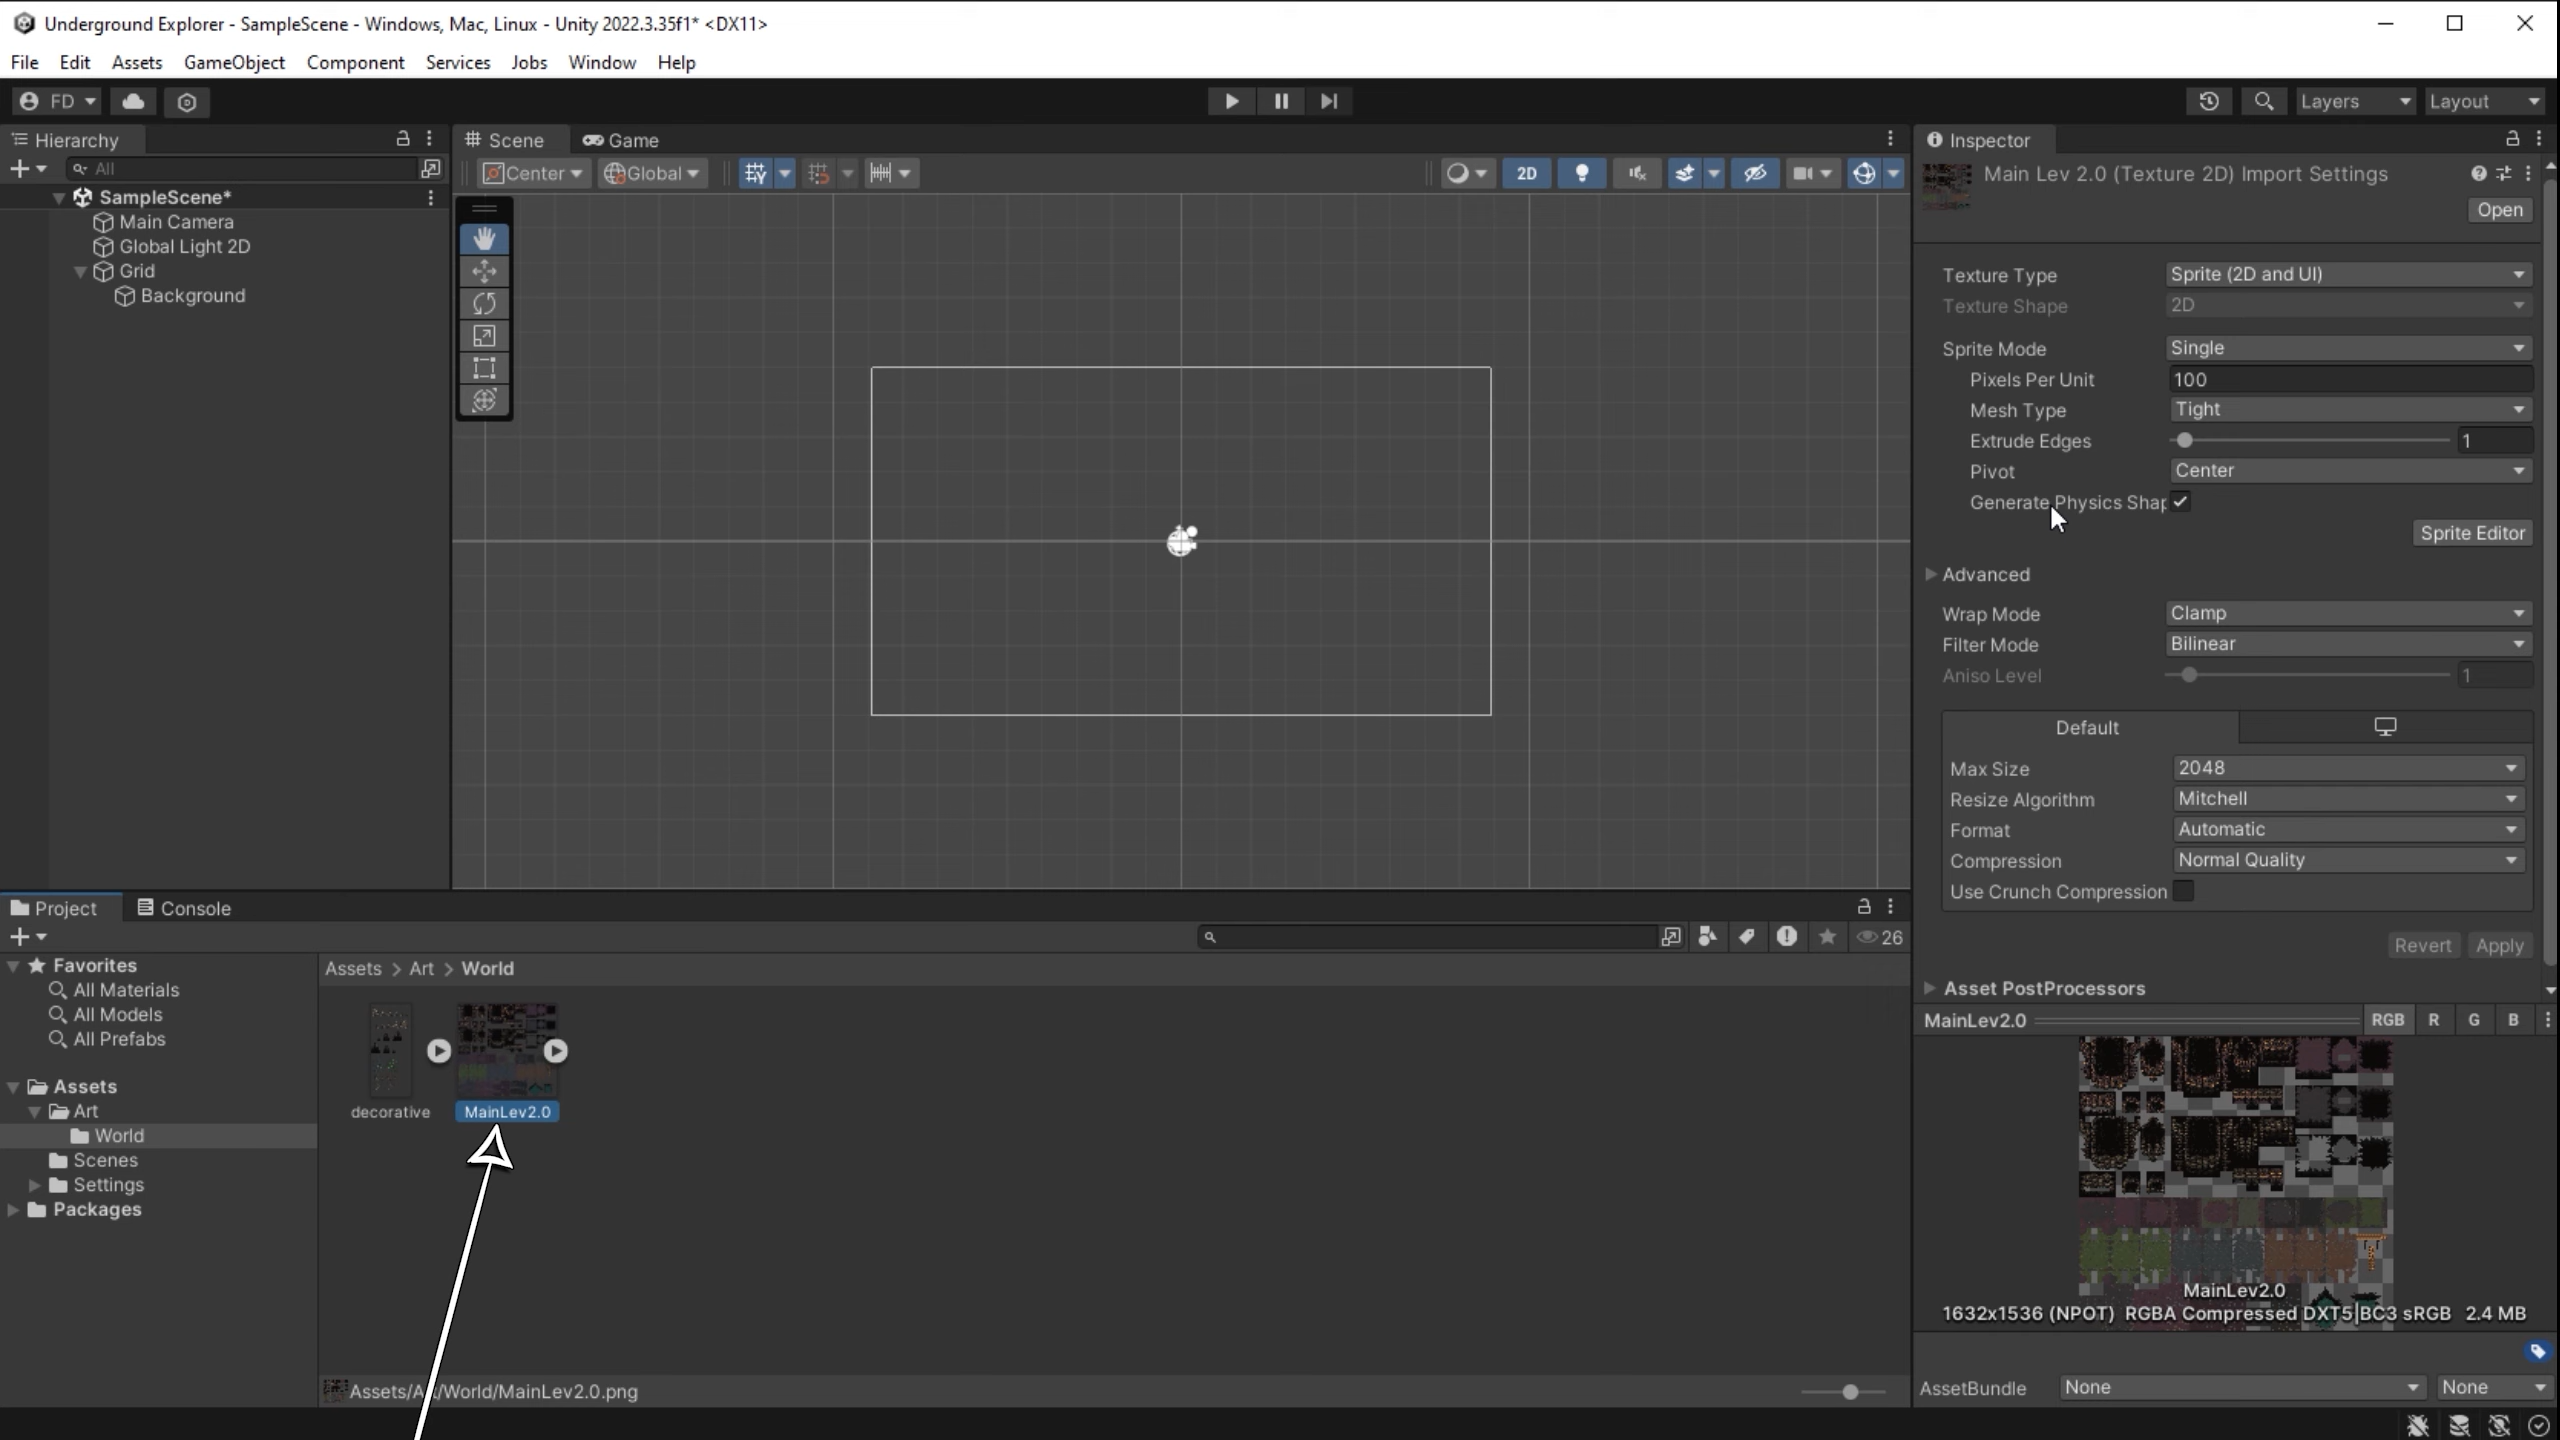 Underground Explorer - SampleScene - Windows, Mac, Linux - Unity 2022.3.35f1* <DX11>
File Edit Assets GameObject Component Services Jobs Window Help
FD
Layers Layout
Hierarchy
All
SampleScene*
Main Camera
Global Light 2D
Grid
Background
Scene Game
Center Global 2D
Inspector
Main Lev 2.0 (Texture 2D) Import Settings
Open
Texture Type Sprite (2D and UI)
Texture Shape 2D
Sprite Mode Single
Pixels Per Unit 100
Mesh Type Tight
Extrude Edges 1
Pivot Center
Generate Physics Shap
Sprite Editor
Advanced
Wrap Mode Clamp
Filter Mode Bilinear
Aniso Level 1
Default
Max Size 2048
Resize Algorithm Mitchell
Format Automatic
Compression Normal Quality
Use Crunch Compression
Revert Apply
Asset PostProcessors
MainLev2.0 RGB R G B
MainLev2.0
1632x1536 (NPOT) RGBA Compressed DXT5|BC3 sRGB 2.4 MB
AssetBundle None None
Project Console
26
Favorites
All Materials
All Models
All Prefabs
Assets
Art
World
Scenes
Settings
Packages
Assets > Art > World
decorative MainLev2.0
Assets/A /World/MainLev2.0.png